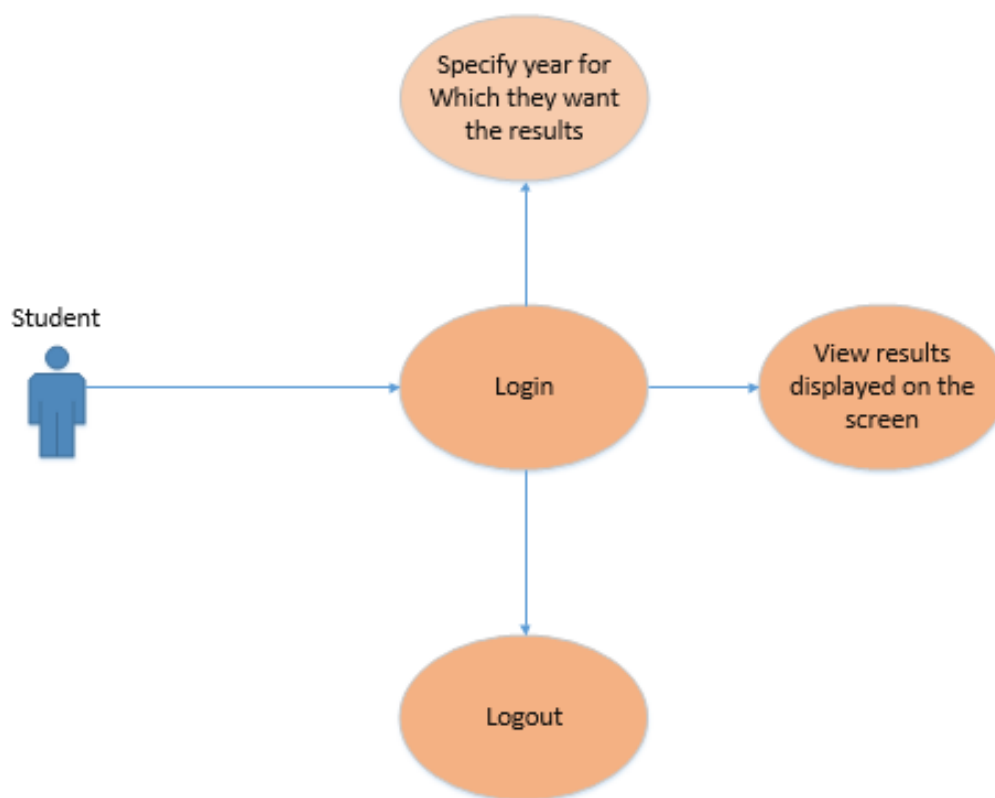 Specify year for
Which they want
the results
Student
Login
View results
displayed on the
screen
Logout